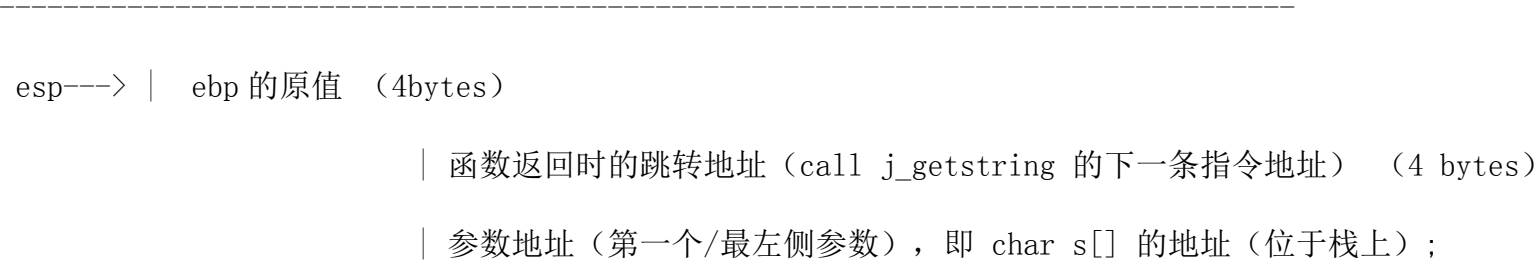 --------------------------------------------------------------------------------
esp---> | ebp 的原值 （4bytes）
| 函数返回时的跳转地址（call j_getstring 的下一条指令地址） （4 bytes）
| 参数地址（第一个/最左侧参数），即 char s[] 的地址（位于栈上）;